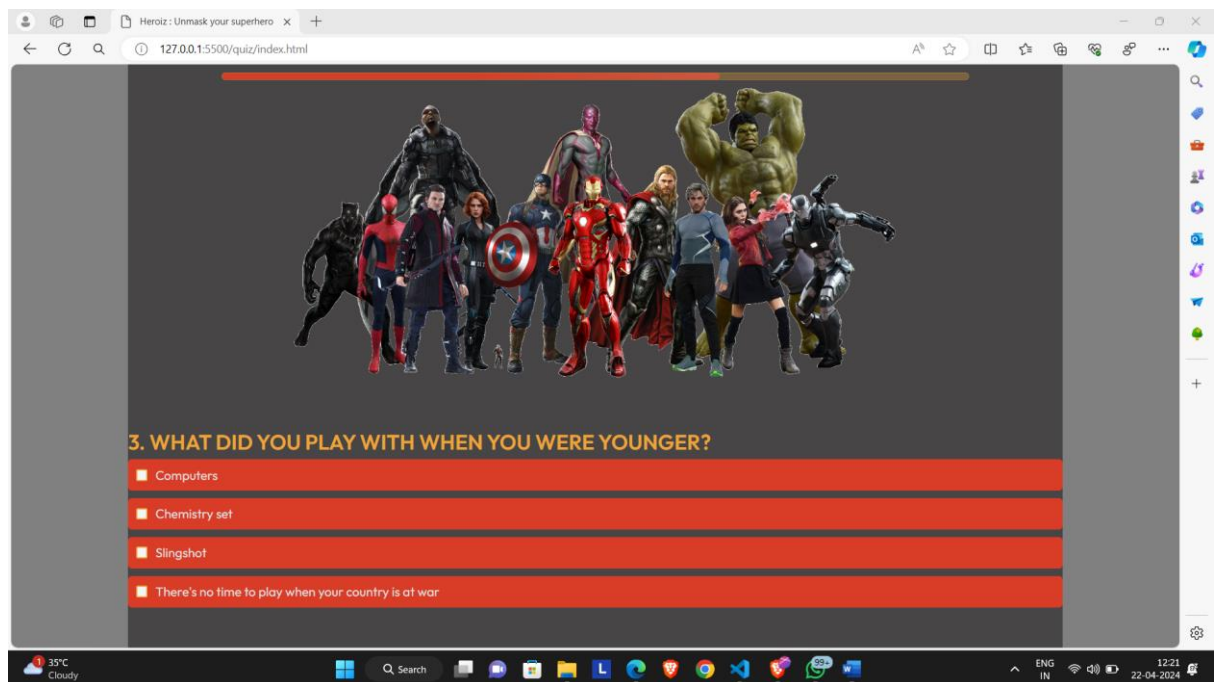 Heroiz : Unmask your superhero
127.0.0.1:5500/quiz/index.html
3. WHAT DID YOU PLAY WITH WHEN YOU WERE YOUNGER?
Computers
Chemistry set
Slingshot
There's no time to play when your country is at war
1
35°C
Cloudy
Search
L
99+
W
ENG
IN
12:21
22-04-2024